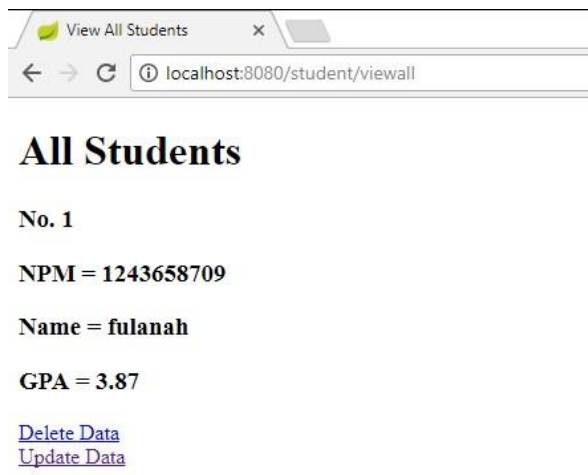 View All Students
localhost:8080/student/viewall
All Students
No. 1
NPM = 1243658709
Name = fulanah
GPA = 3.87
Delete Data
Update Data